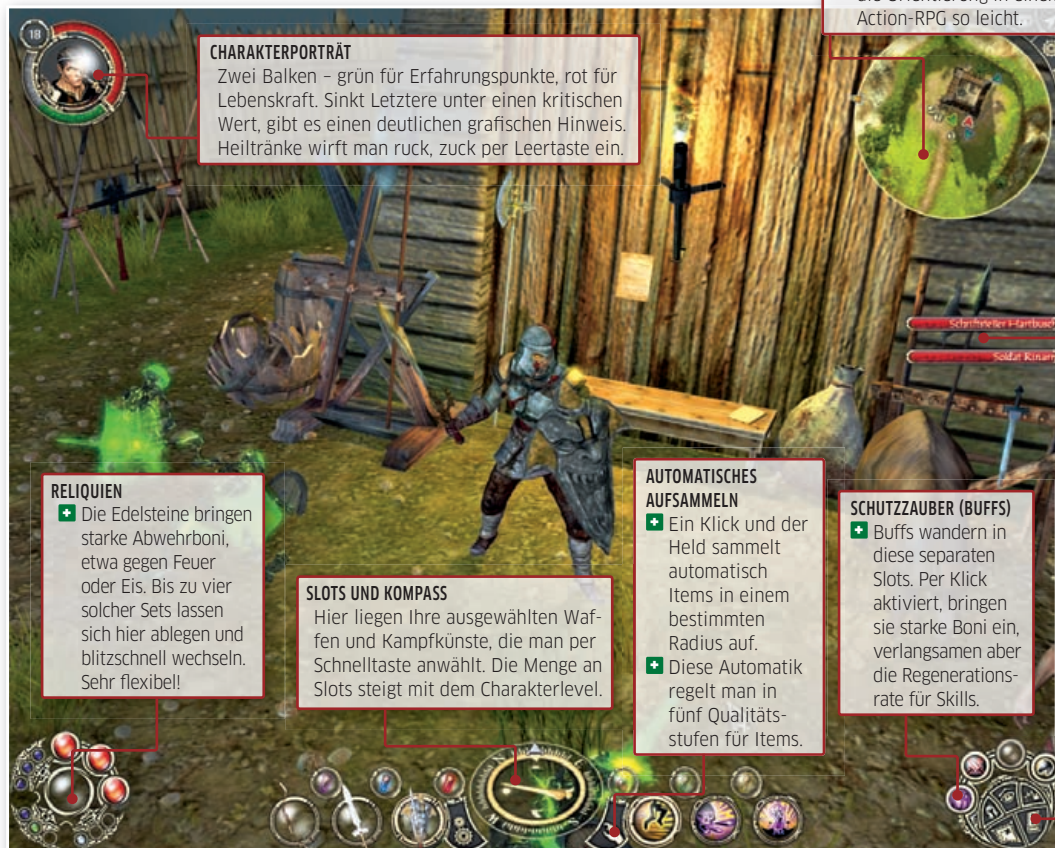 die Orientierung in einem
Action-RPG so leicht.
18
CHARAKTERPORTRÄT
Zwei Balken – grün für Erfahrungspunkte, rot für
Lebenskraft. Sinkt Letztere unter einen kritischen
Wert, gibt es einen deutlichen grafischen Hinweis.
Heiltränke wirft man ruck, zuck per Leertaste ein.
Schriftsteller Hartbusch
Soldat
RELIQUIEN
Die Edelsteine bringen
starke Abwehrboni,
etwa gegen Feuer
oder Eis. Bis zu vier
solcher Sets lassen
sich hier ablegen und
blitzschnell wechseln.
Sehr flexibel!
SLOTS UND KOMPASS
Hier liegen Ihre ausgewählten Waf-
fen und Kampfkünste, die man per
Schnelltaste anwählt. Die Menge an
Slots steigt mit dem Charakterlevel.
AUTOMATISCHES
AUFSAMMELN
Ein Klick und der
Held sammelt
automatisch
Items in einem
bestimmten
Radius auf.
Diese Automatik
regelt man in
fünf Qualitäts-
stufen für Items.
SCHUTZZAUBER (BUFFS)
Buffs wandern in
diese separaten
Slots. Per Klick
aktiviert, bringen
sie starke Boni ein,
verlangsamen aber
die Regenerations-
rate für Skills.